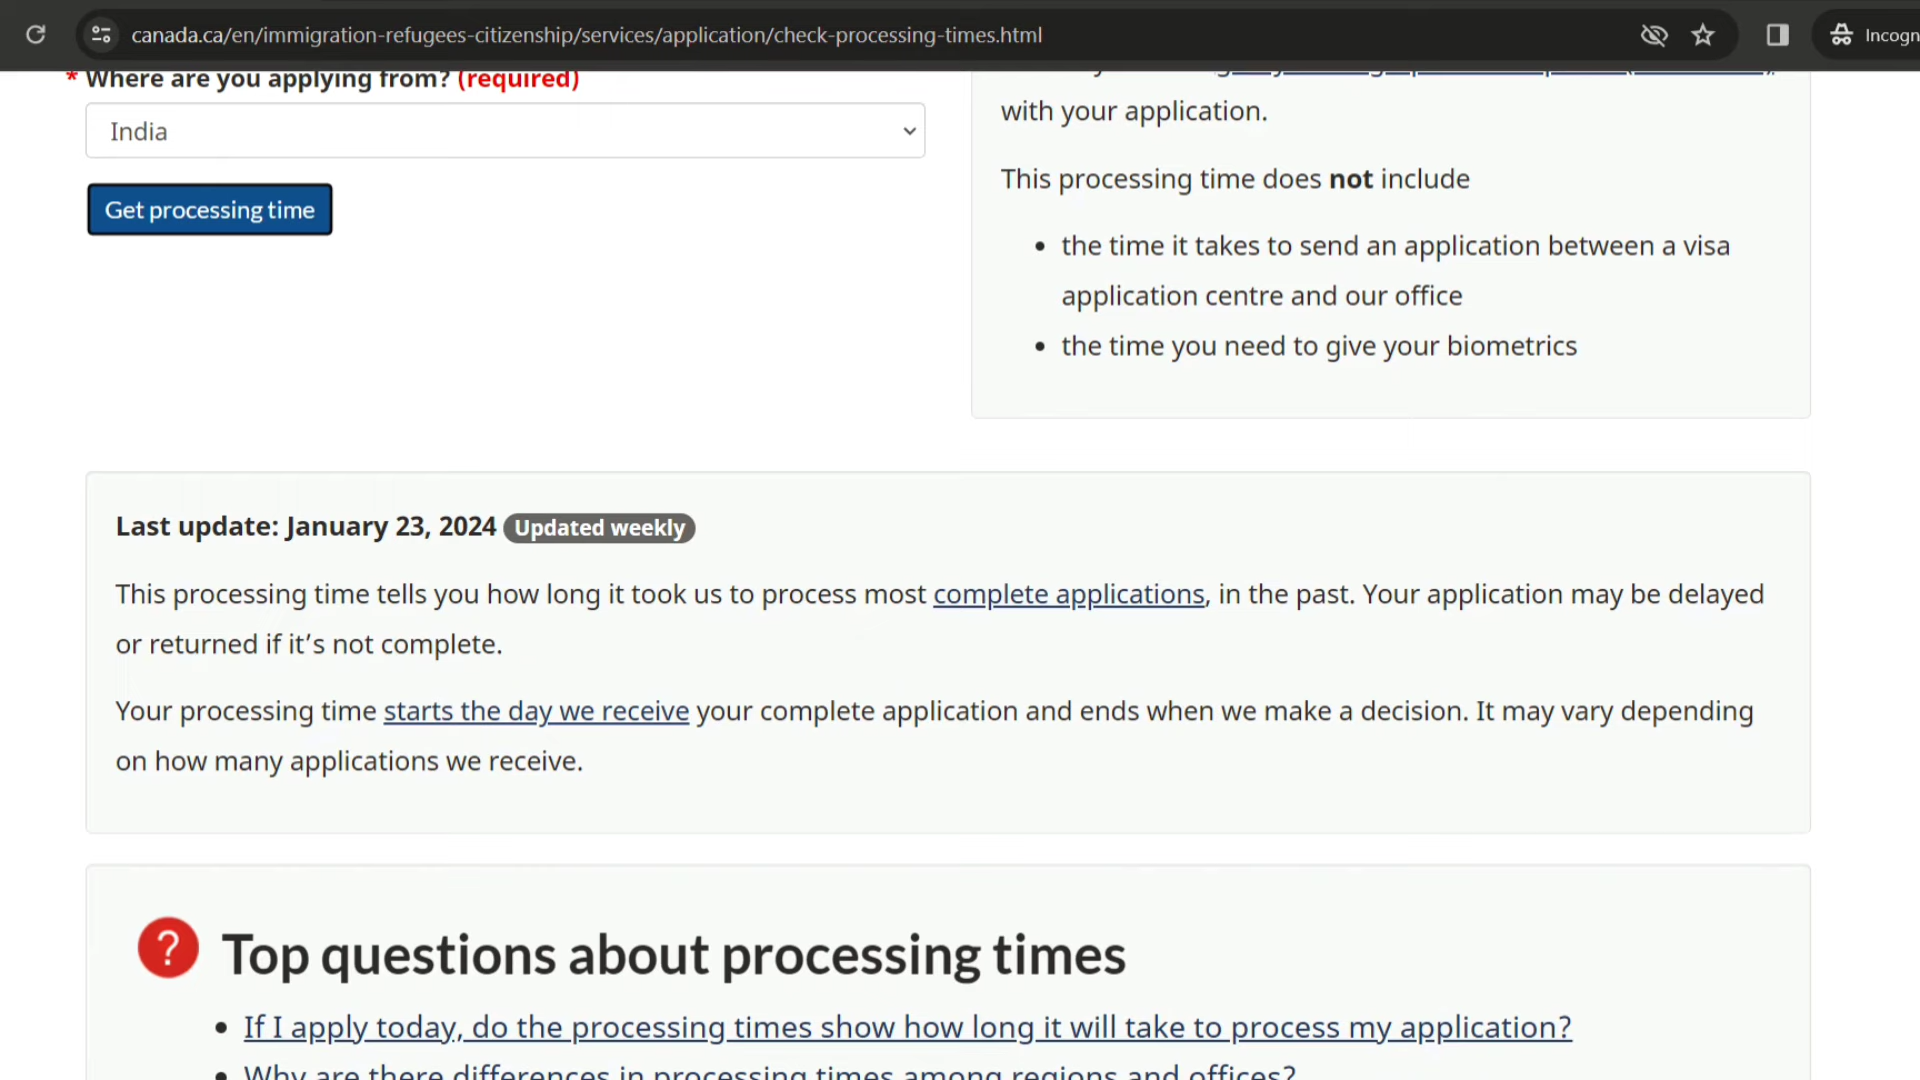 canada.ca/en/immigration-refugees-citizenship/services/application/check-processing-times.html
Incogn
* Where are you applying from? (required)
India
Get processing time
with your application.
This processing time does not include
• the time it takes to send an application between a visa
application centre and our office
• the time you need to give your biometrics
Last update: January 23, 2024 Updated weekly
This processing time tells you how long it took us to process most complete applications, in the past. Your application may be delayed
or returned if it’s not complete.
Your processing time starts the day we receive your complete application and ends when we make a decision. It may vary depending
on how many applications we receive.
? Top questions about processing times
• If I apply today, do the processing times show how long it will take to process my application?
• Why are there differences in processing times among regions and offices?